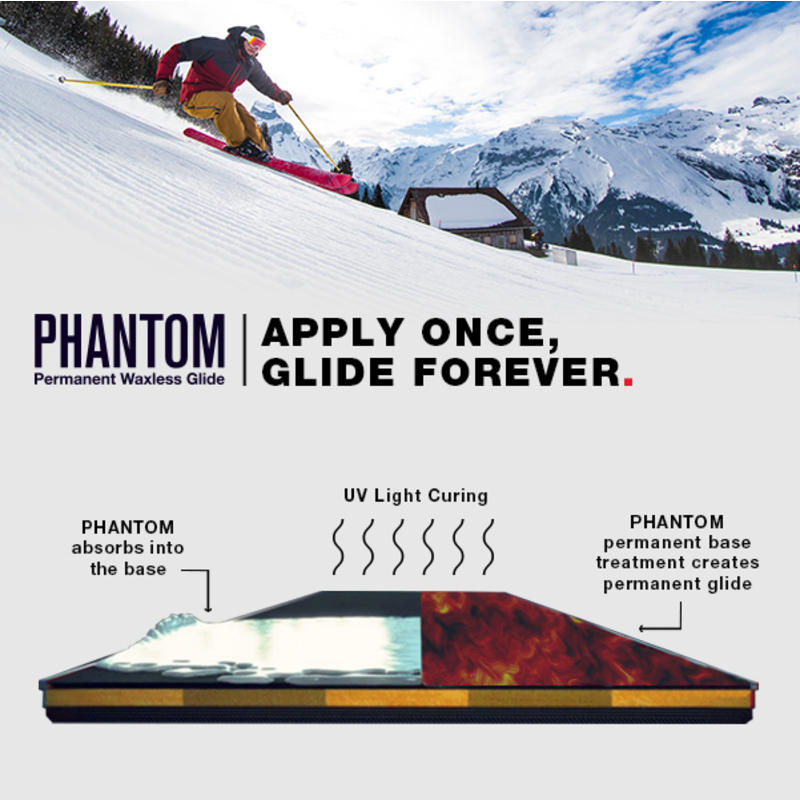 PHANTOM
Permanent Waxless Glide
APPLY ONCE,
GLIDE FOREVER.
UV Light Curing
PHANTOM
absorbs into
the base
PHANTOM
permanent base
treatment creates
permanent glide